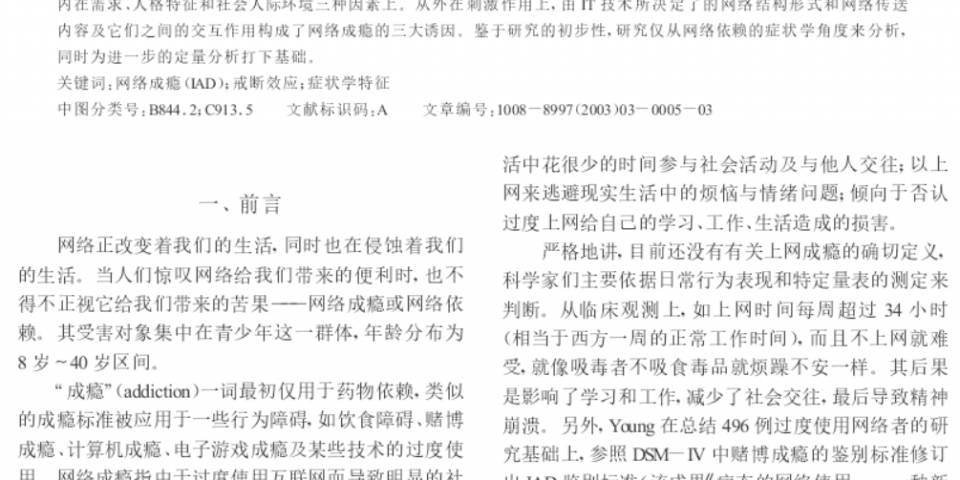 内在需求、人格特征和社会人际环境三种因素上。从外在刺激作用上,由 IT 技术所决定了的网络结构形式和网络传送
内容及它们之间的交互作用构成了网络成瘾的三大诱因。鉴于研究的初步性,研究仅从网络依赖的症状学角度来分析,
同时为进一步的定量分析打下基础。
关键词:网络成瘾(IAD);戒断效应;症状学特征
中图分类号:B844.2;C913.5 文献标识码:A 文章编号:1008-8997(2003)03-0005-03
一、前言
网络正改变着我们的生活,同时也在侵蚀着我们
的生活。当人们惊叹网络给我们带来的便利时,也不
得不正视它给我们带来的苦果——网络成瘾或网络依
赖。其受害对象集中在青少年这一群体,年龄分布为
8 岁~40 岁区间。
“成瘾”(addiction)一词最初仅用于药物依赖,类似
的成瘾标准被应用于一些行为障碍,如饮食障碍、赌博
成瘾、计算机成瘾、电子游戏成瘾及某些技术的过度使
用。网络成瘾指由于过度使用互联网而导致明显的社
活中花很少的时间参与社会活动及与他人交往;以上
网来逃避现实生活中的烦恼与情绪问题;倾向于否认
过度上网给自己的学习、工作、生活造成的损害。
严格地讲,目前还没有有关上网成瘾的确切定义,
科学家们主要依据日常行为表现和特定量表的测定来
判断。从临床观测上,如上网时间每周超过 34 小时
(相当于西方一周的正常工作时间),而且不上网就难
受,就像吸毒者不吸食毒品就烦躁不安一样。其后果
是影响了学习和工作,减少了社会交往,最后导致精神
崩溃。另外,Young 在总结 496 例过度使用网络者的研
究基础上,参照 DSM-IV 中赌博成瘾的鉴别标准修订
出 IAD 鉴别标准(该成果《病态的网络使用——一种新